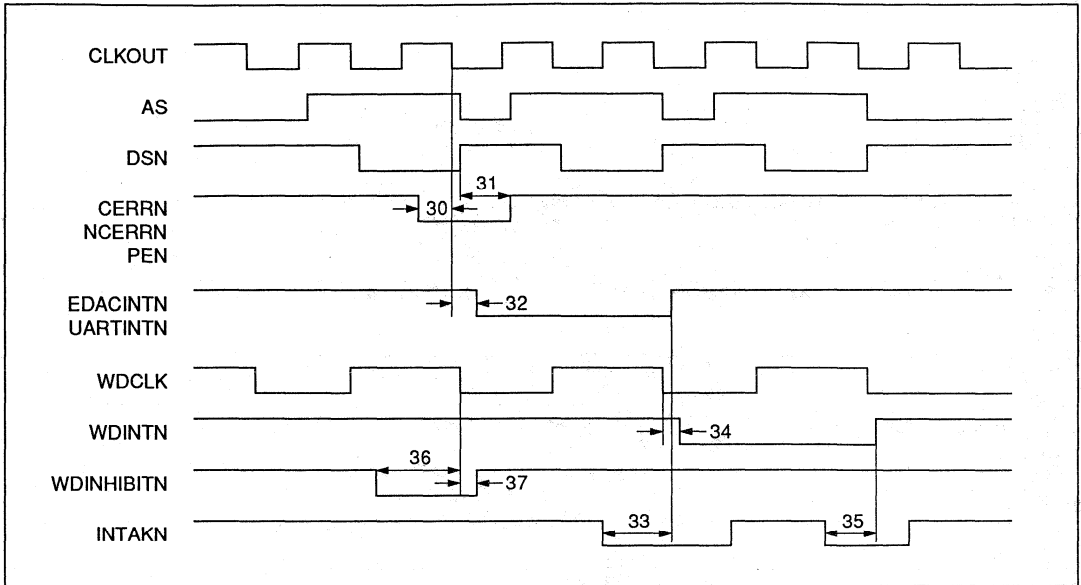 CLKOUT
AS
DSN
31
CERRN
30
NCERRN
PEN
EDACINTN
32
UARTINTN
WDCLK
WDINTN
34
36
WDINHIBITN
37
INTAKN
33
35